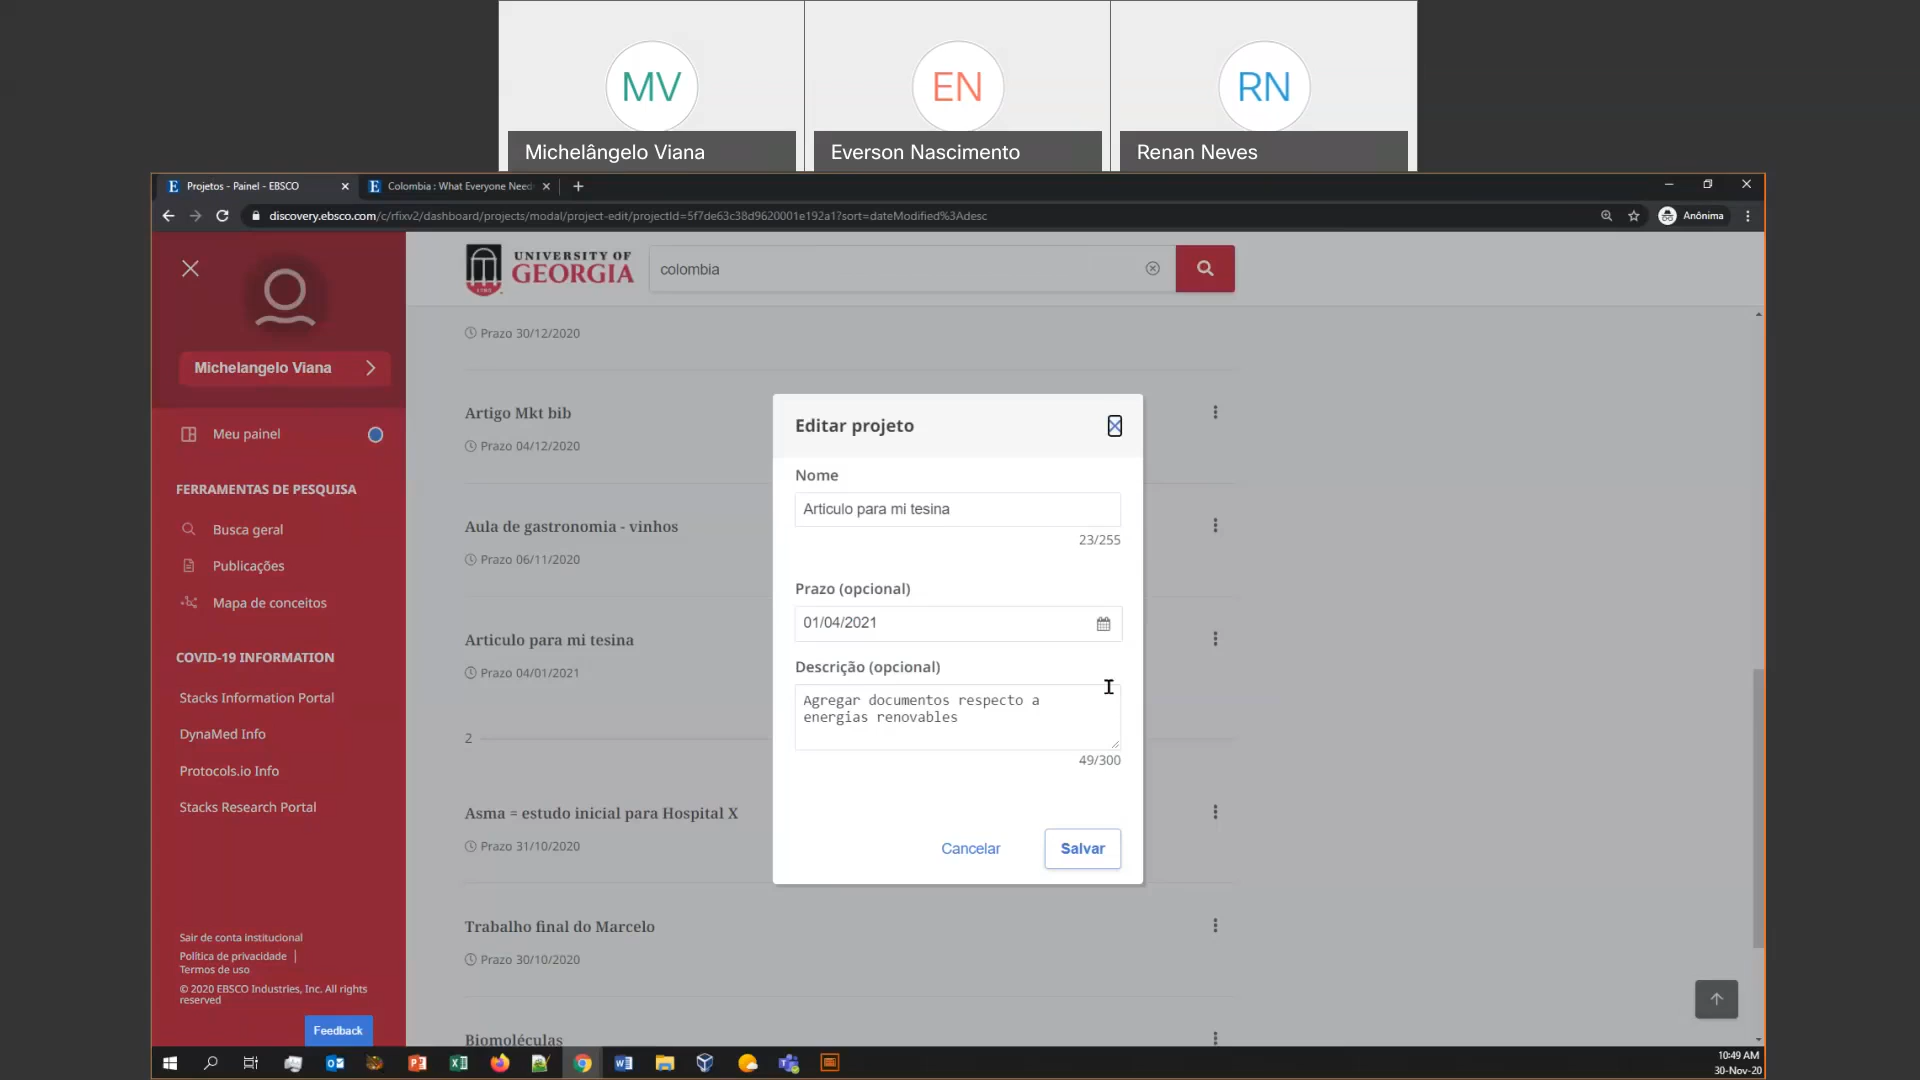 MV
EN
RN
Michelângelo Viana
Everson Nascimento
Renan Neves
Projetos - Painel - EBSCO
Colombia : What Everyone Need
discovery.ebsco.com/c/rfixv2/dashboard/projects/modal/project-edit/projectId=5f7de63c38d9620001e192a1?sort=dateModified%3Adesc
Anônima
Michelangelo Viana
Meu painel
FERRAMENTAS DE PESQUISA
Busca geral
Publicações
Mapa de conceitos
COVID-19 INFORMATION
Stacks Information Portal
DynaMed Info
Protocols.io Info
Stacks Research Portal
Sair de conta institucional
Política de privacidade |
Termos de uso
© 2020 EBSCO Industries, Inc. All rights
reserved
Feedback
UNIVERSITY OF
GEORGIA
colombia
Prazo 30/12/2020
Artigo Mkt bib
Prazo 04/12/2020
Aula de gastronomia - vinhos
Prazo 06/11/2020
Articulo para mi tesina
Prazo 04/01/2021
2
Asma = estudo inicial para Hospital X
Prazo 31/10/2020
Trabalho final do Marcelo
Prazo 30/10/2020
Biomoléculas
Editar projeto
Nome
Articulo para mi tesina
23/255
Prazo (opcional)
01/04/2021
Descrição (opcional)
Agregar documentos respecto a
energias renovables
49/300
Cancelar
Salvar
10:49 AM
30-Nov-20